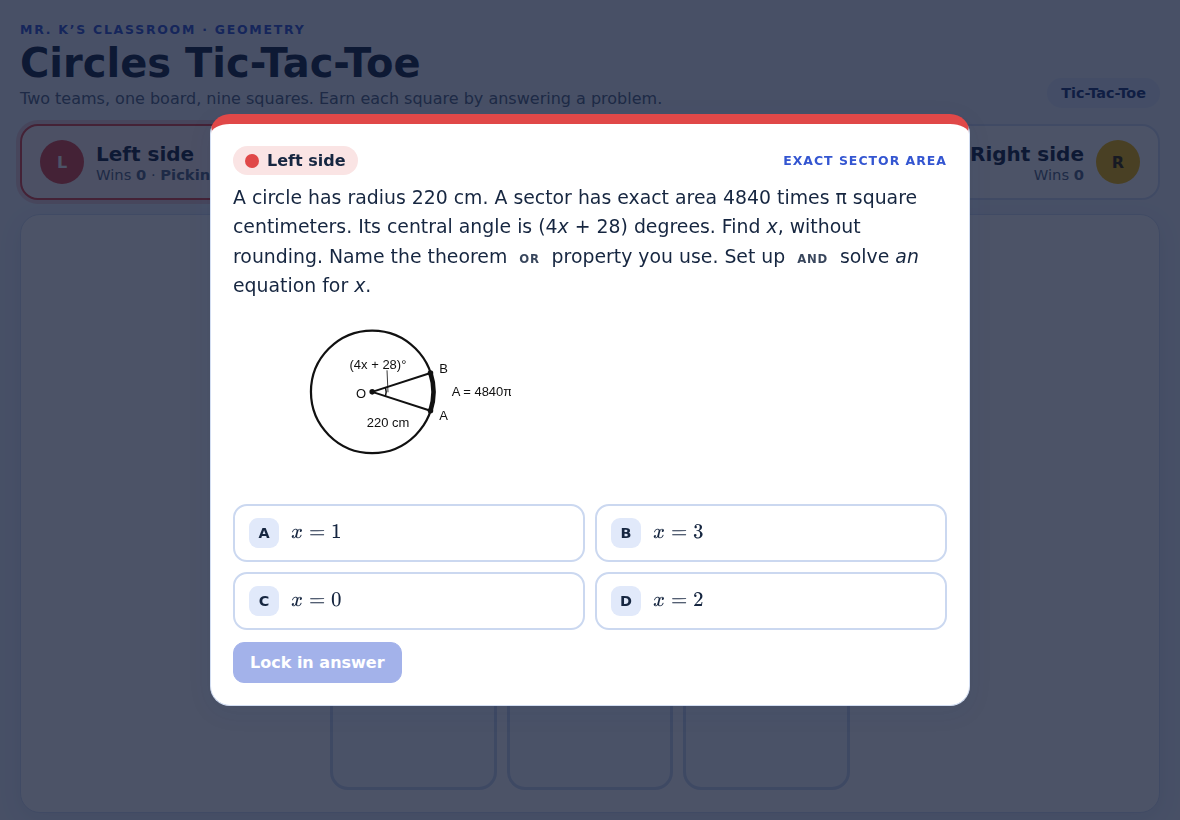 MR. K'S CLASSROOM · GEOMETRY
Circles Tic-Tac-Toe
Two teams, one board, nine squares. Earn each square by answering a problem.
Tic-Tac-Toe
L
Left side
Wins 0 · Pickin
Right side
Wins 0
R
Left side
EXACT SECTOR AREA
A circle has radius 220 cm. A sector has exact area 4840 times π square
centimeters. Its central angle is (4x + 28) degrees. Find x, without
rounding. Name the theorem OR property you use. Set up AND solve an
equation for x.
(4x + 28)°
B
O
A = 4840π
A
220 cm
A x = 1
B x = 3
C x = 0
D x = 2
Lock in answer